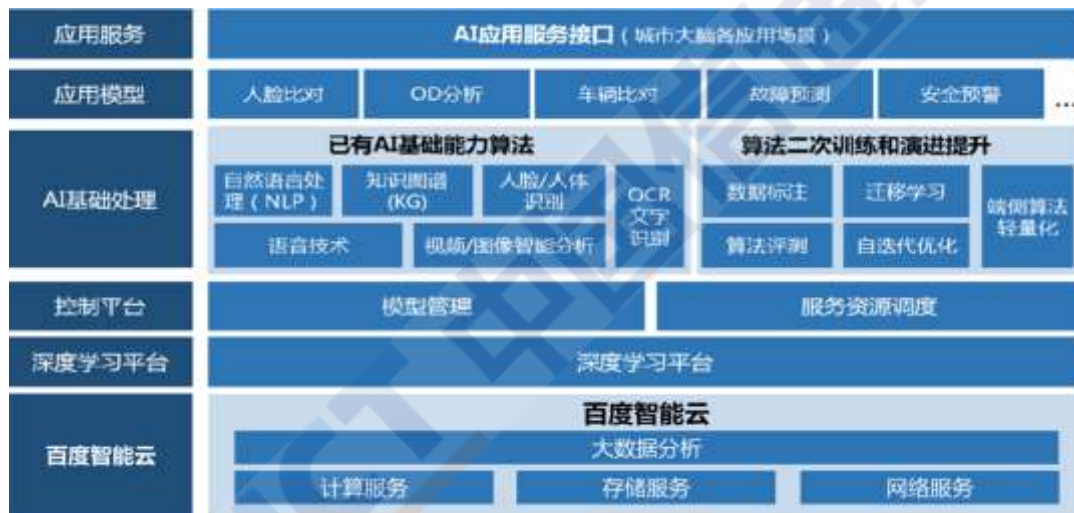 应用服务
AI应用服务接口（城市大脑各应用场景）
应用模型
人脸比对
OD分析
车辆比对
故障预测
安全预警
...
AI基础处理
已有AI基础能力算法
自然语言处
理（NLP）
知识图谱
(KG)
人脸/人体
识别
OCR
文字
识别
语音技术
视频/图像智能分析
算法二次训练和演进提升
数据标注
迁移学习
算法评测
自迭代优化
端侧算法
轻量化
控制平台
模型管理
服务资源调度
深度学习平台
深度学习平台
百度智能云
百度智能云
大数据分析
计算服务
存储服务
网络服务